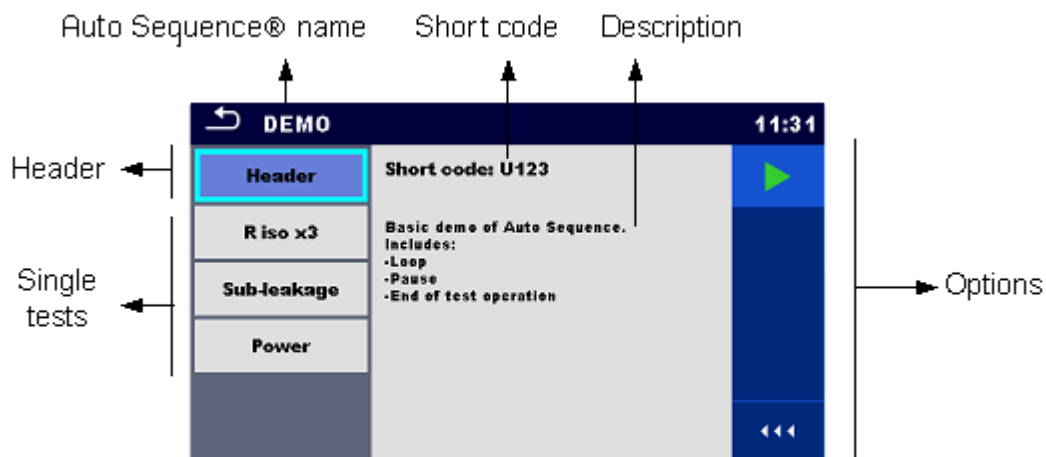 Auto Sequence® name
Short code
Description
DEMO
11:31
Header
Header
Short code: U123
R iso x3
Basic demo of Auto Sequence.
Includes:
-Loop
-Pause
-End of test operation
Single
tests
Sub-leakage
Power
Options